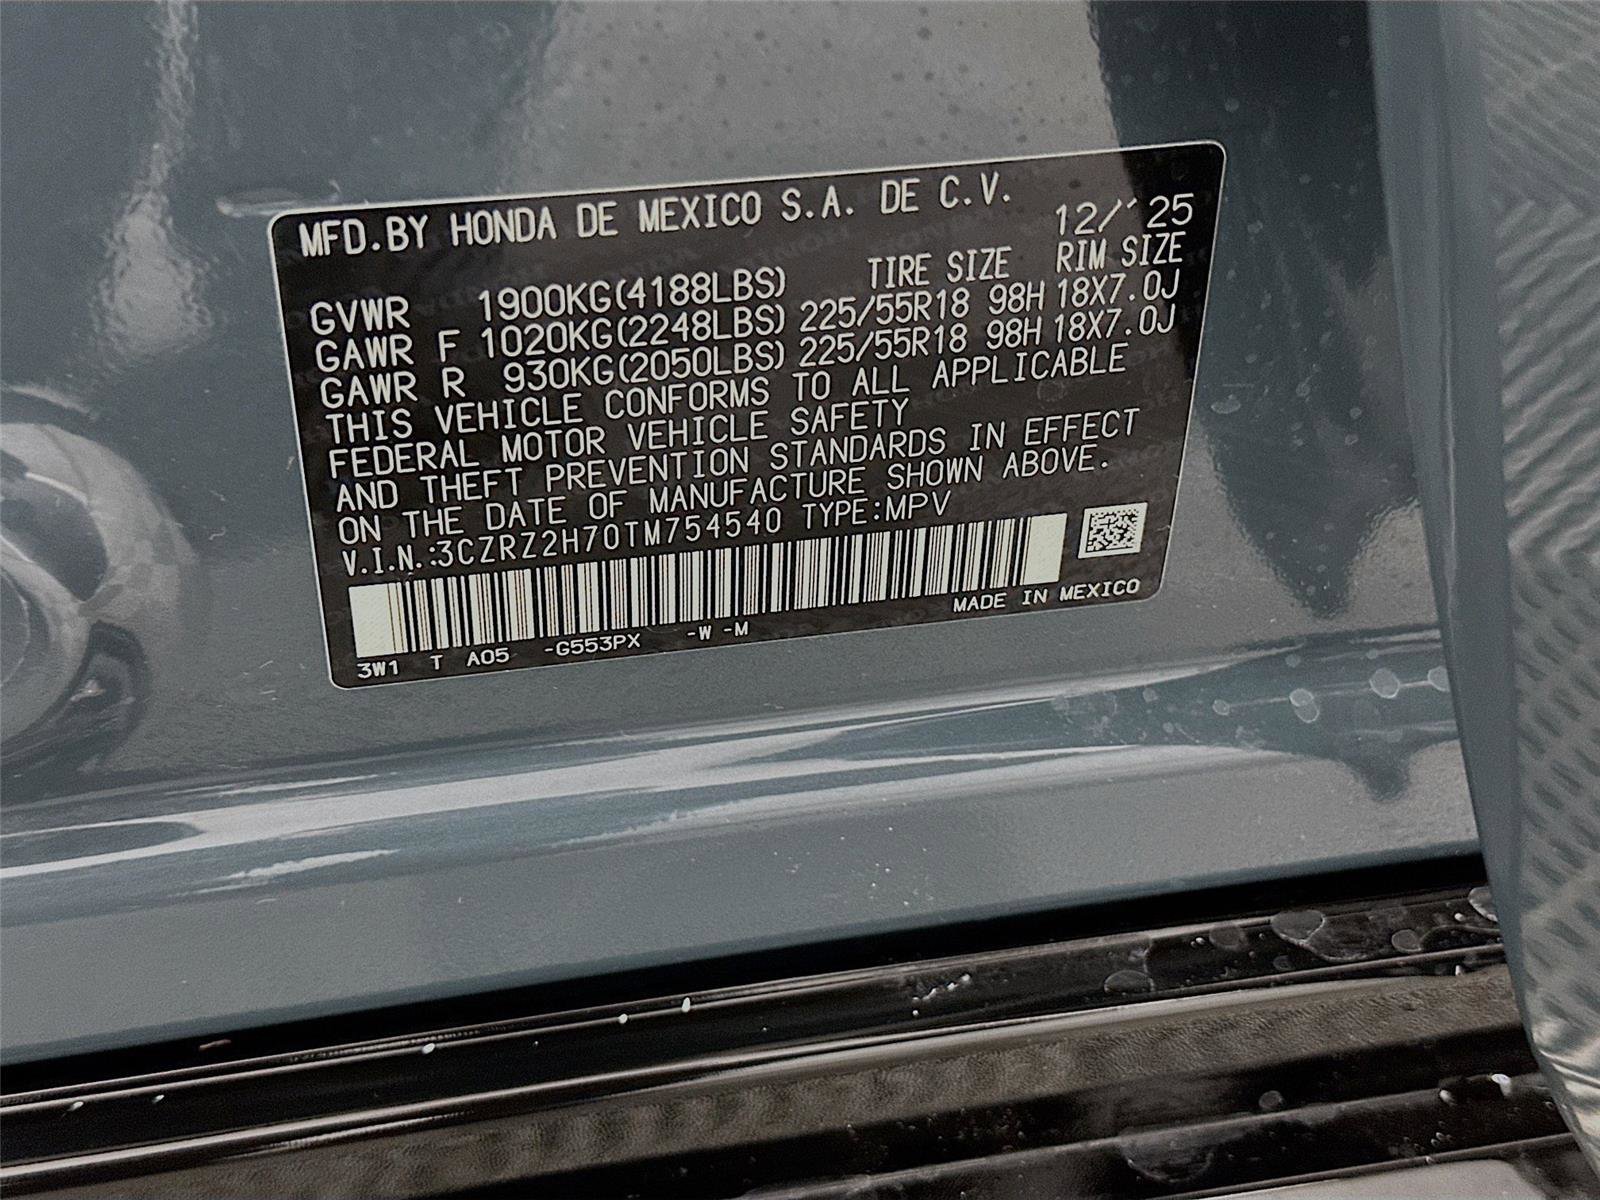 MFD.BY HONDA DE MEXICO S.A. DE C.V.
12/'25
TIRE SIZE RIM SIZE
GVWR 1900KG(4188LBS)
GAWR F 1020KG(2248LBS) 225/55R18 98H 18X7.0J
GAWR R 930KG(2050LBS) 225/55R18 98H 18X7.0J
THIS VEHICLE CONFORMS TO ALL APPLICABLE
FEDERAL MOTOR VEHICLE SAFETY
AND THEFT PREVENTION STANDARDS IN EFFECT
ON THE DATE OF MANUFACTURE SHOWN ABOVE.
V.I.N.:3CZRZ2H70TM754540 TYPE:MPV
MADE IN MEXICO
3W1 T A05 -G553PX -W -M